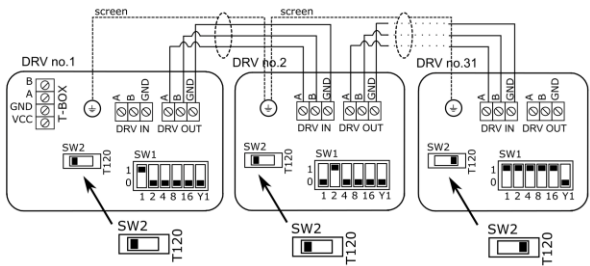 screen
screen
DRV no.1
DRV no.2
DRV no.31
B
A
GND
VCC
T-BOX
A
B
GND
A
B
GND
DRV IN
DRV OUT
A
B
GND
A
B
GND
DRV IN
DRV OUT
A
B
GND
A
B
GND
DRV IN
DRV OUT
SW2
T120
SW1
1
0
1 2 4 8 16 Y1
SW2
T120
SW1
1
0
1 2 4 8 16 Y1
SW2
T120
SW1
1
0
1 2 4 8 16 Y1
SW2
T120
SW2
T120
SW2
T120